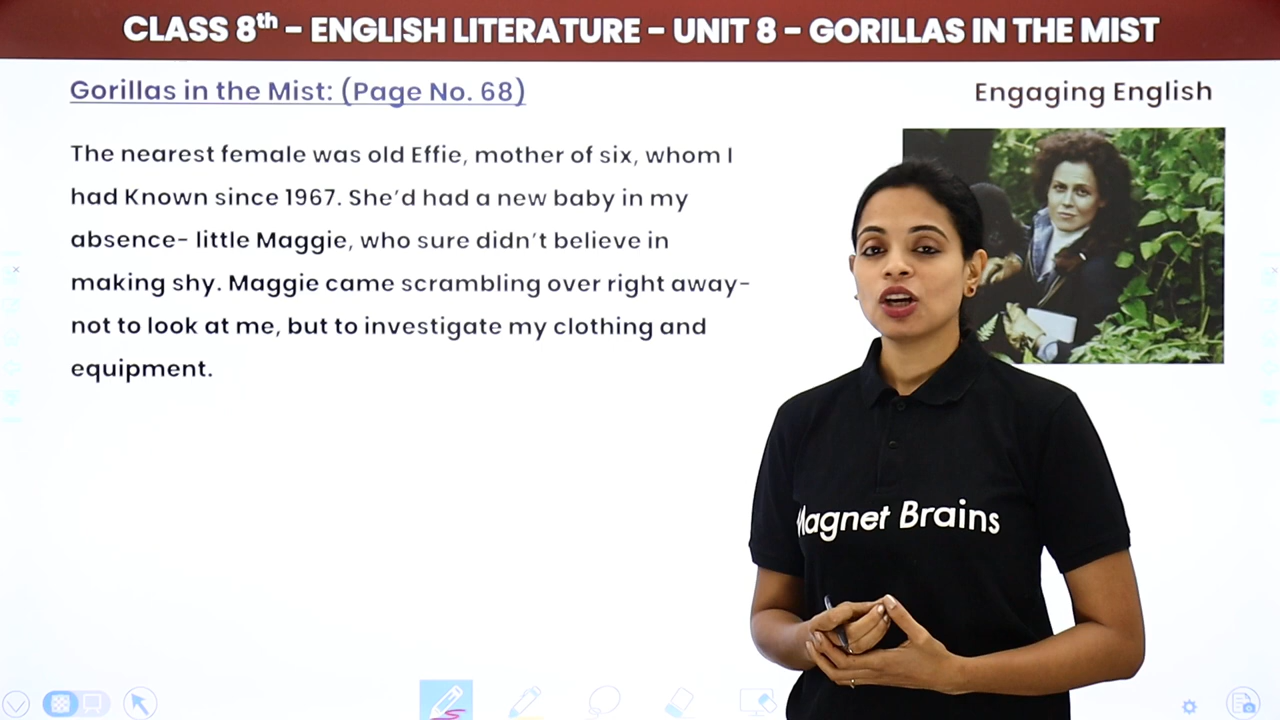 CLASS 8th - ENGLISH LITERATURE - UNIT 8 - GORILLAS IN THE MIST
Gorillas in the Mist: (Page No. 68)
Engaging English
The nearest female was old Effie, mother of six, whom I
had Known since 1967. She'd had a new baby in my
absence- little Maggie, who sure didn't believe in
making shy. Maggie came scrambling over right away-
not to look at me, but to investigate my clothing and
equipment.
Magnet Brains